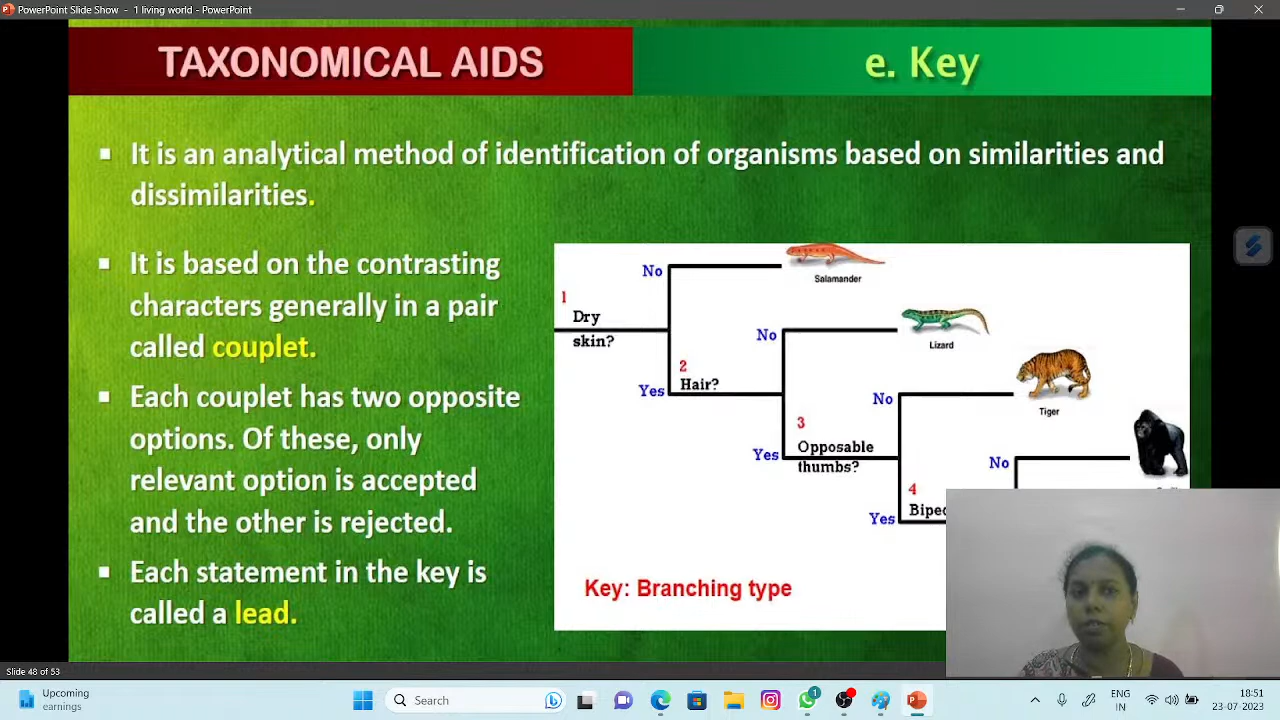 PowerPoint Slide Show - 1 living world - PowerPoint
TAXONOMICAL AIDS
e. Key
It is an analytical method of identification of organisms based on similarities and
dissimilarities.
It is based on the contrasting
characters generally in a pair
called couplet.
Each couplet has two opposite
options. Of these, only
relevant option is accepted
and the other is rejected.
Each statement in the key is
called a lead.
No
Salamander
1
Dry
skin?
No
Lizard
2
Hair?
Yes
No
Tiger
3
Opposable
thumbs?
Yes
No
4
Yes
Key: Branching type
Slide 48 of 53
Upcoming
earnings
Search
1
ENG
IN
18:51
23-07-2023